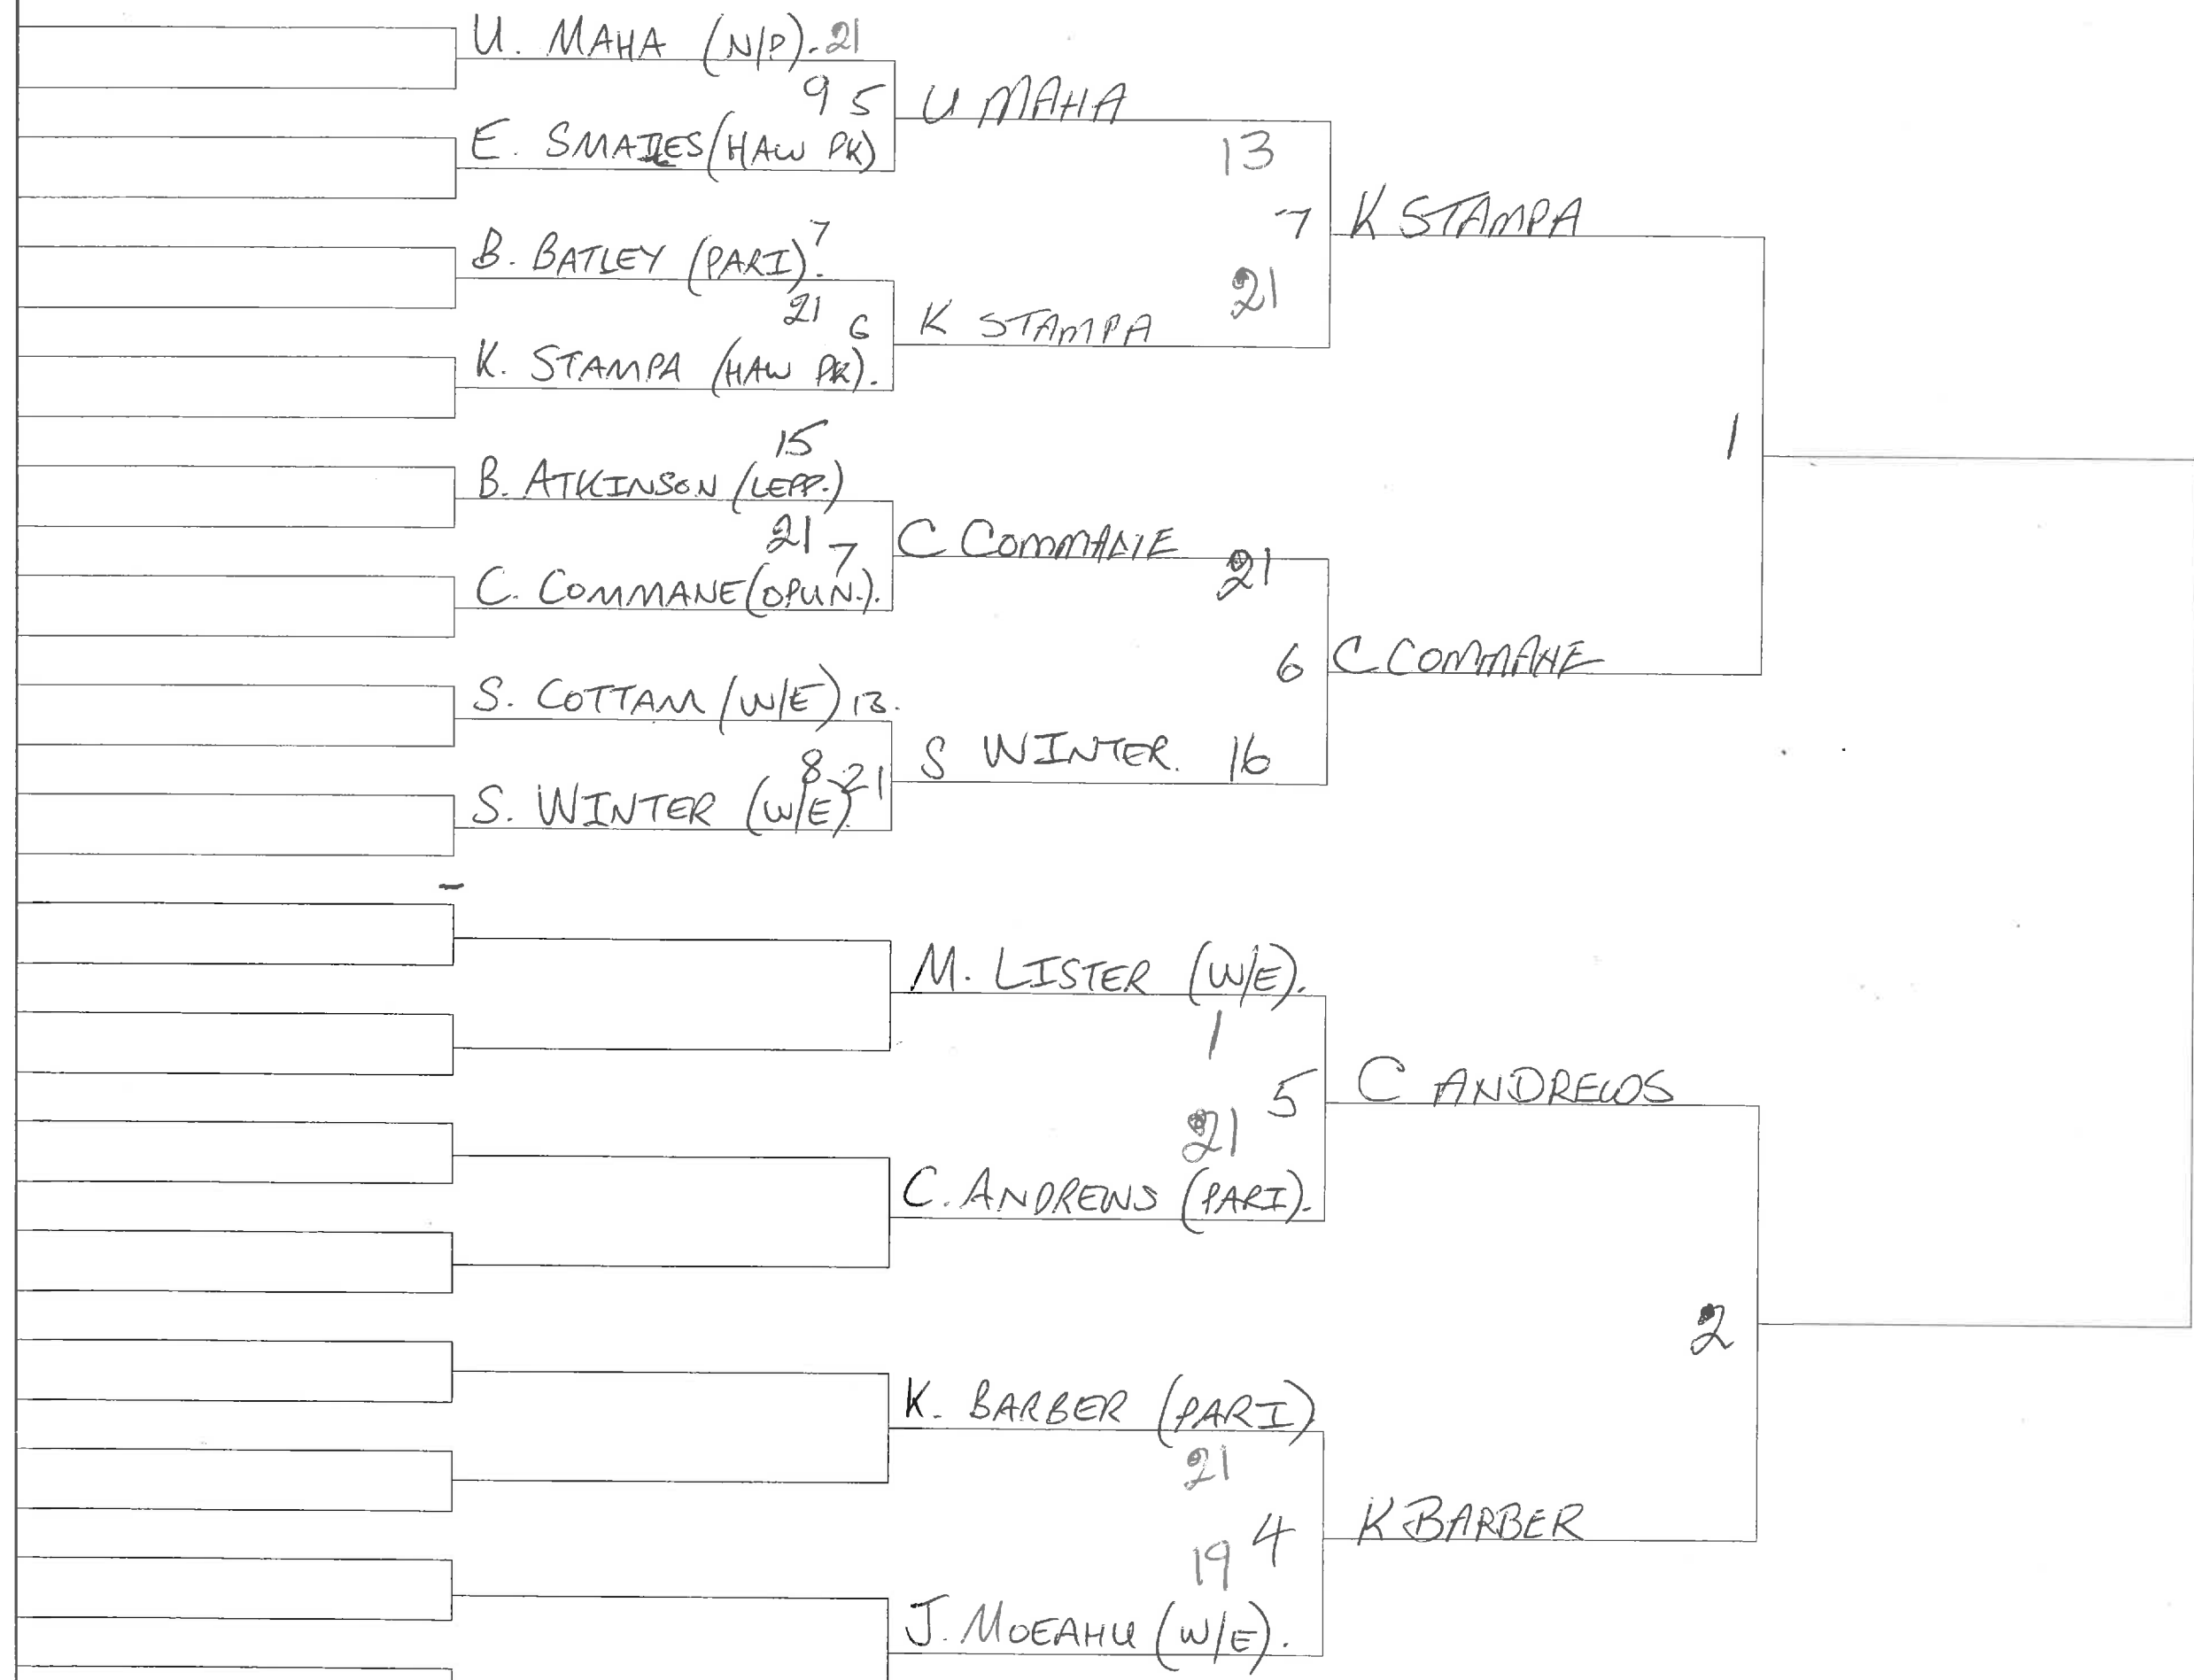 U. MAHA (N/P). 21
9 5
U MAHA
E. SMAILES (HAW PK)
13
7
K STAMPA
B. BATLEY (PARI). 7
21 6
K STAMPA
21
K. STAMPA (HAW PK).
1
15
B. ATKINSON (LEPP.)
21 7
C COMMANE
21
C. COMMANE (OPUN.).
6
C COMMANE
S. COTTAM (W/E) 13.
S WINTER. 16
8 21
S. WINTER (W/E).
M. LISTER (W/E).
1
5
C ANDREWS
21
C. ANDREWS (PARI).
2
K. BARBER (PARI)
21
4
K BARBER
19
J. MOEAHU (W/E).